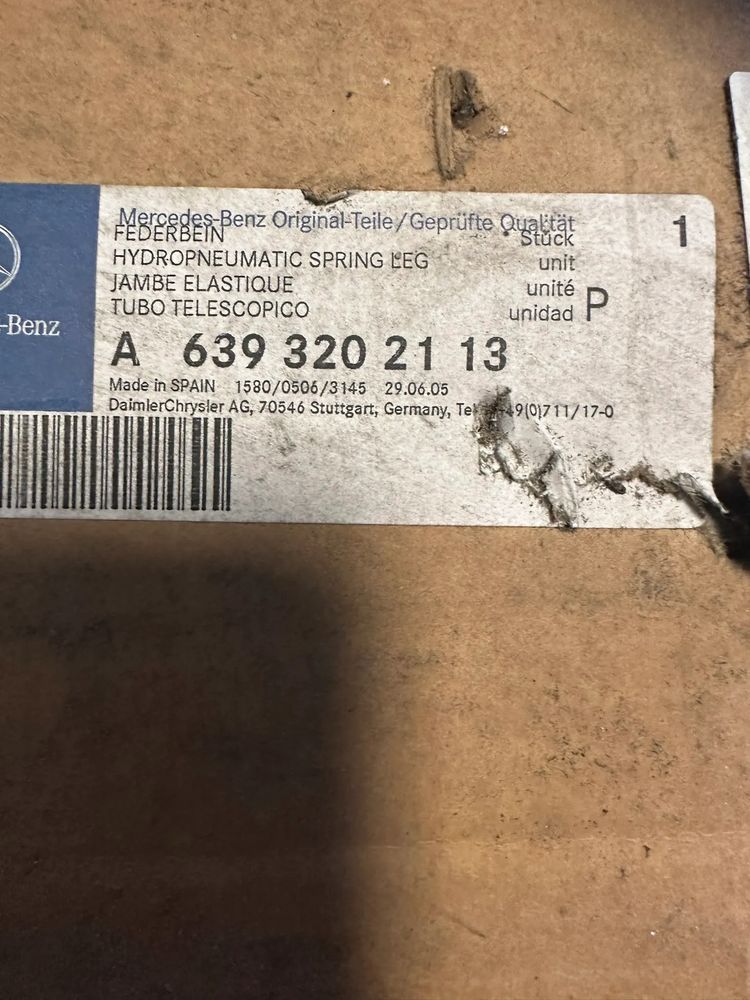 Mercedes-Benz Original-Teile/Geprüfte Qualität
1
FEDERBEIN Stück
HYDROPNEUMATIC SPRING LEG unit
JAMBE ELASTIQUE unité
TUBO TELESCOPICO unidad P
-Benz
A 639 320 21 13
Made in SPAIN 1580/0506/3145 29.06.05
DaimlerChrysler AG, 70546 Stuttgart, Germany, 49(0)711/17-0